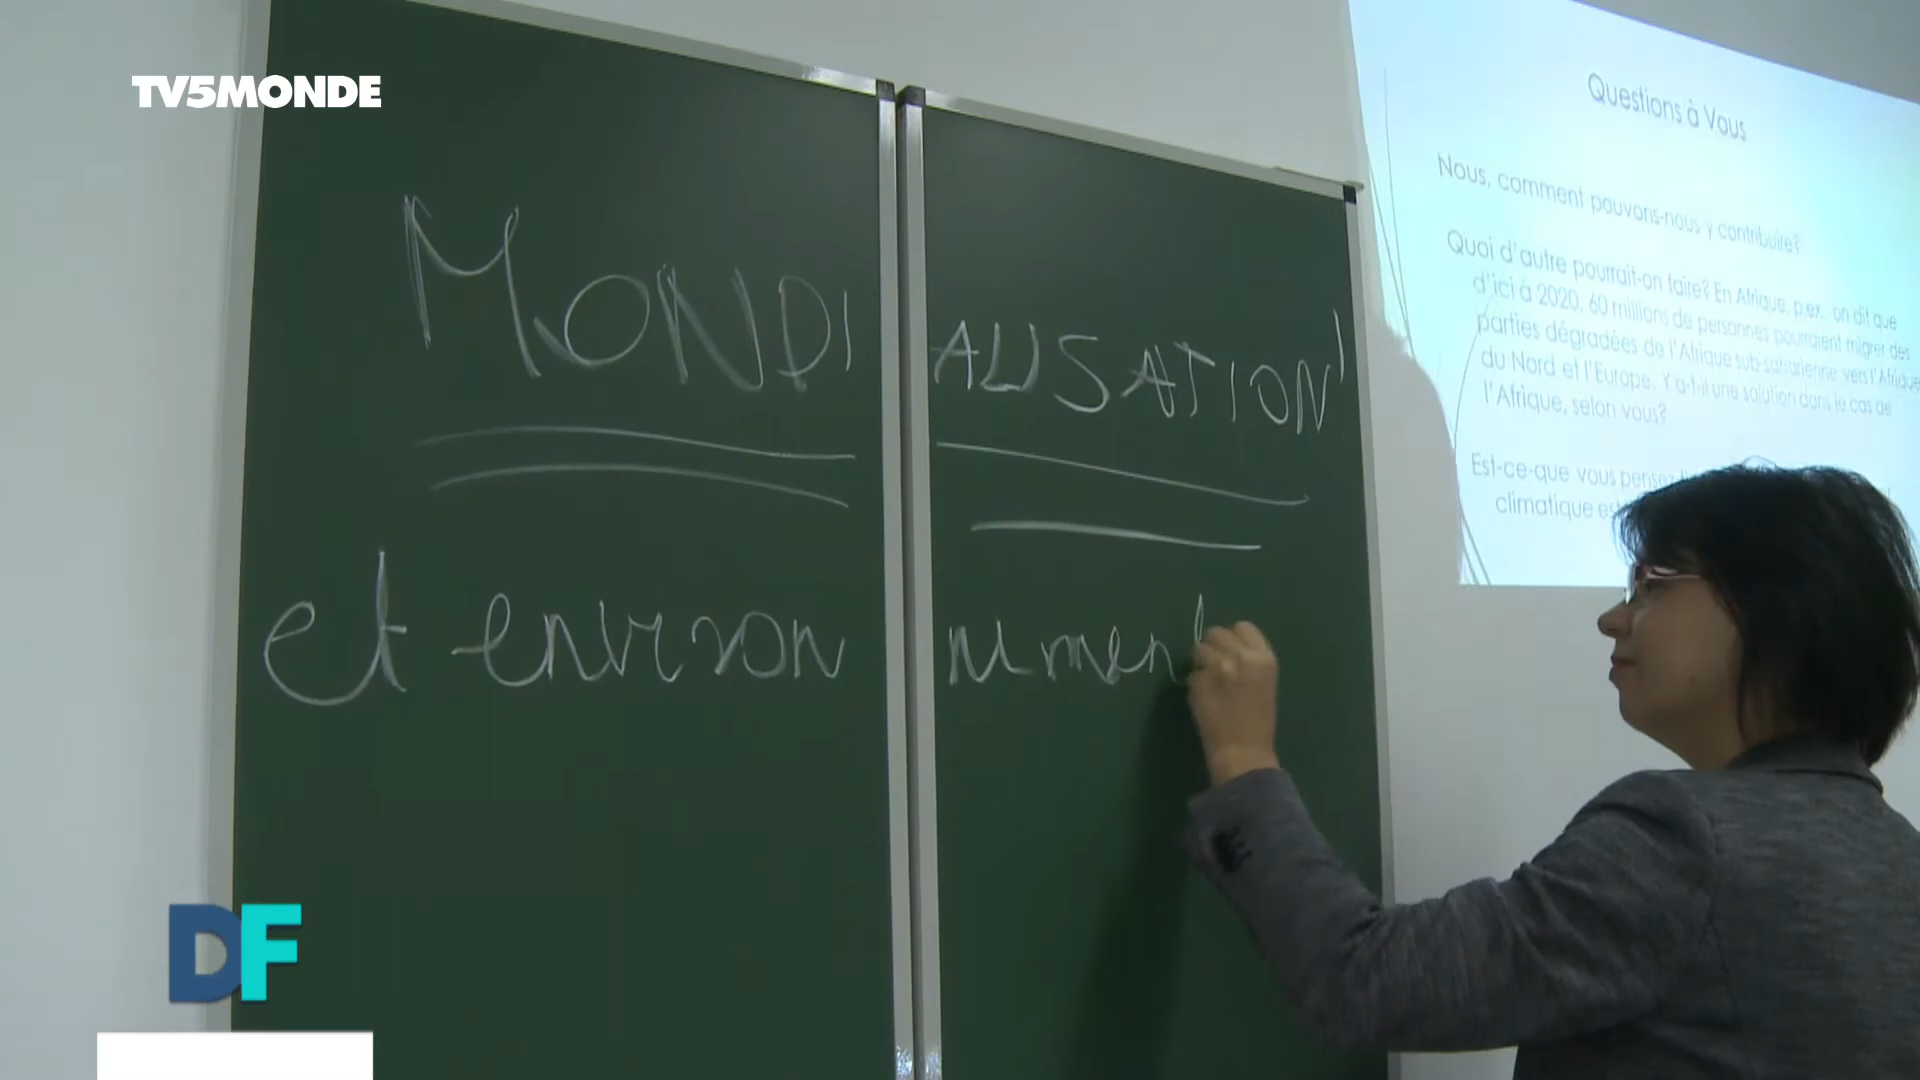 TV5MONDE
MONDIALISATION
et environnement
Questions à Vous
Nous, comment pouvons-nous y contribuire?
Quoi d'autre pourrait-on faire? En Afrique, p.ex., on dit que
d'ici à 2020, 60 millions de personnes pourraient migrer des
parties dégradées de l'Afrique sub-saharienne vers l'Afrique
du Nord et l'Europe. Y a-t-il une solution dans le cas de
l'Afrique, selon vous?
Est-ce-que vous pensez
climatique est
DF